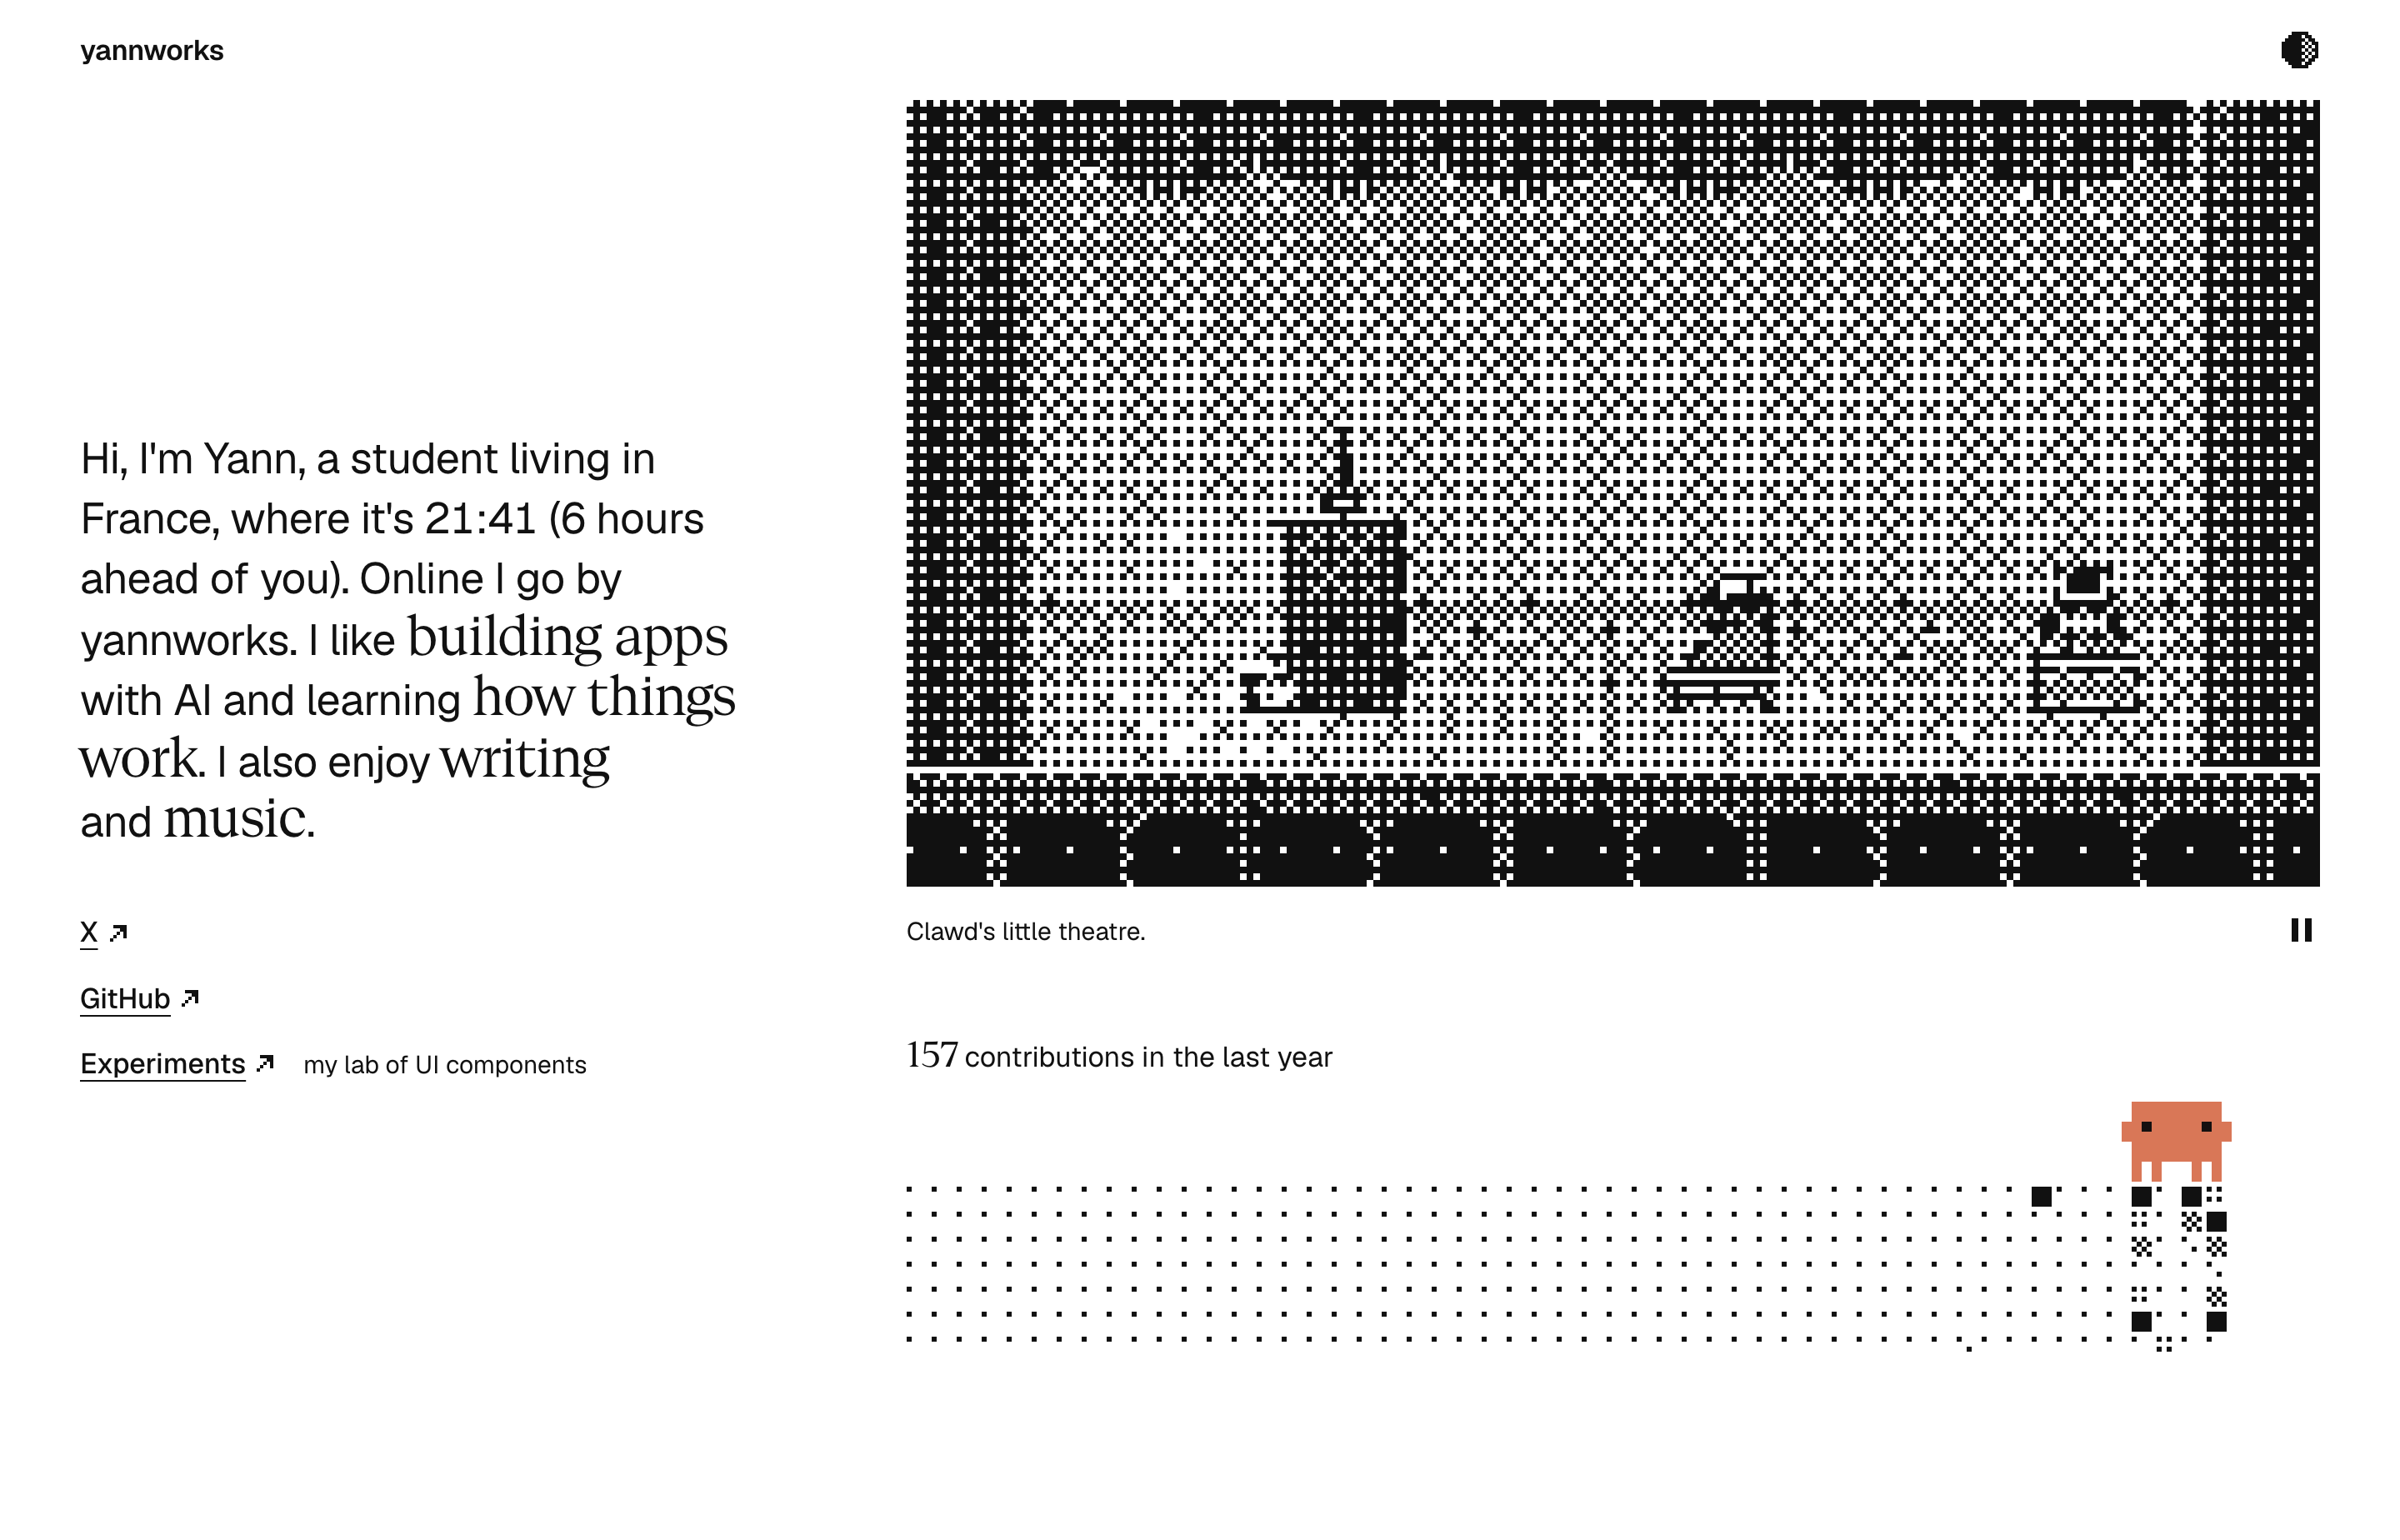 yannworks
Hi, I'm Yann, a student living in
France, where it's 21:41 (6 hours
ahead of you). Online I go by
yannworks. I like building apps
with AI and learning how things
work. I also enjoy writing
and music.
X
GitHub
Experiments my lab of UI components
Clawd's little theatre.
157 contributions in the last year